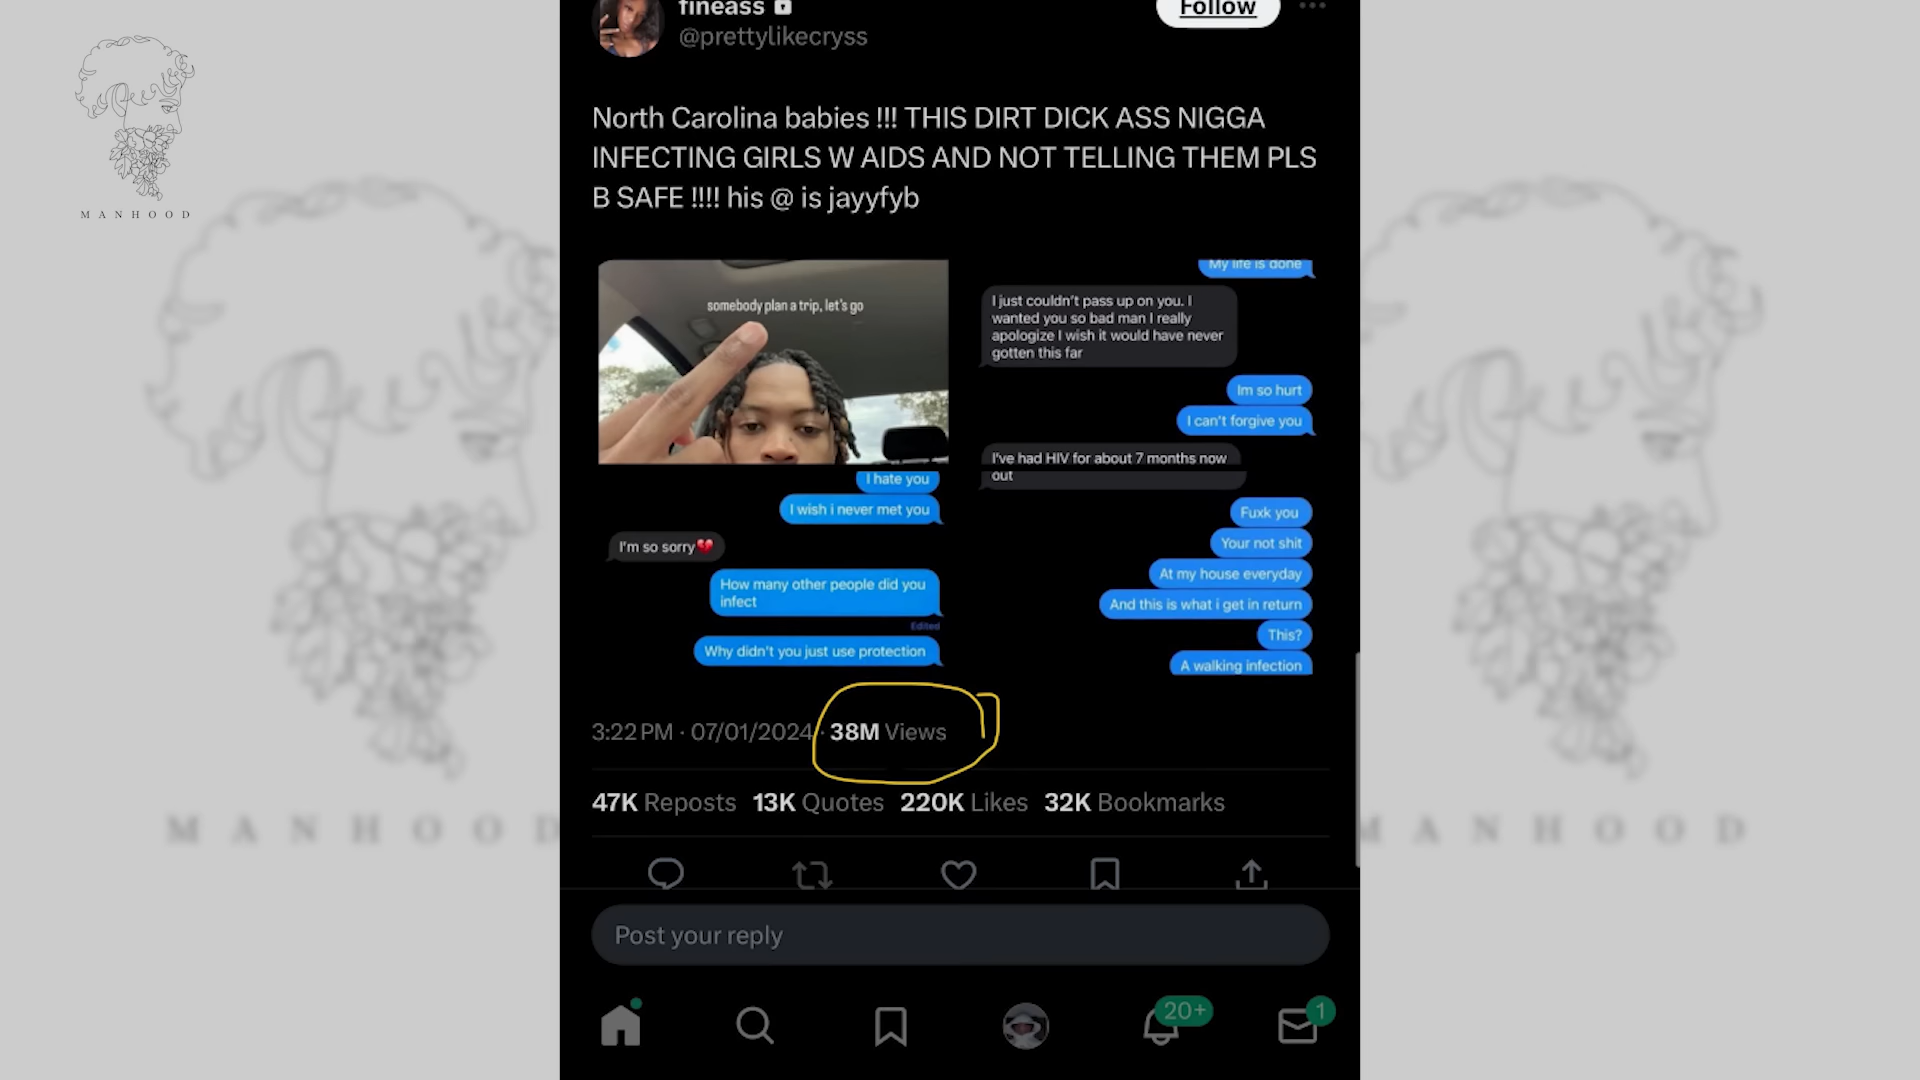 fineass
@prettylikecryss
Follow
North Carolina babies !!! THIS DIRT DICK ASS NIGGA
INFECTING GIRLS W AIDS AND NOT TELLING THEM PLS
B SAFE !!!! his @ is jayyfyb
somebody plan a trip, let's go
I hate you
I wish i never met you
I'm so sorry💔
How many other people did you
infect
Edited
Why didn't you just use protection
My life is done
I just couldn't pass up on you. I
wanted you so bad man I really
apologize I wish it would have never
gotten this far
Im so hurt
I can't forgive you
I've had HIV for about 7 months now
out
Fuxk you
Your not shit
At my house everyday
And this is what i get in return
This?
A walking infection
3:22 PM · 07/01/2024 · 38M Views
47K Reposts 13K Quotes 220K Likes 32K Bookmarks
Post your reply
20+
1
MANHOOD
MANHOOD
MANHOOD